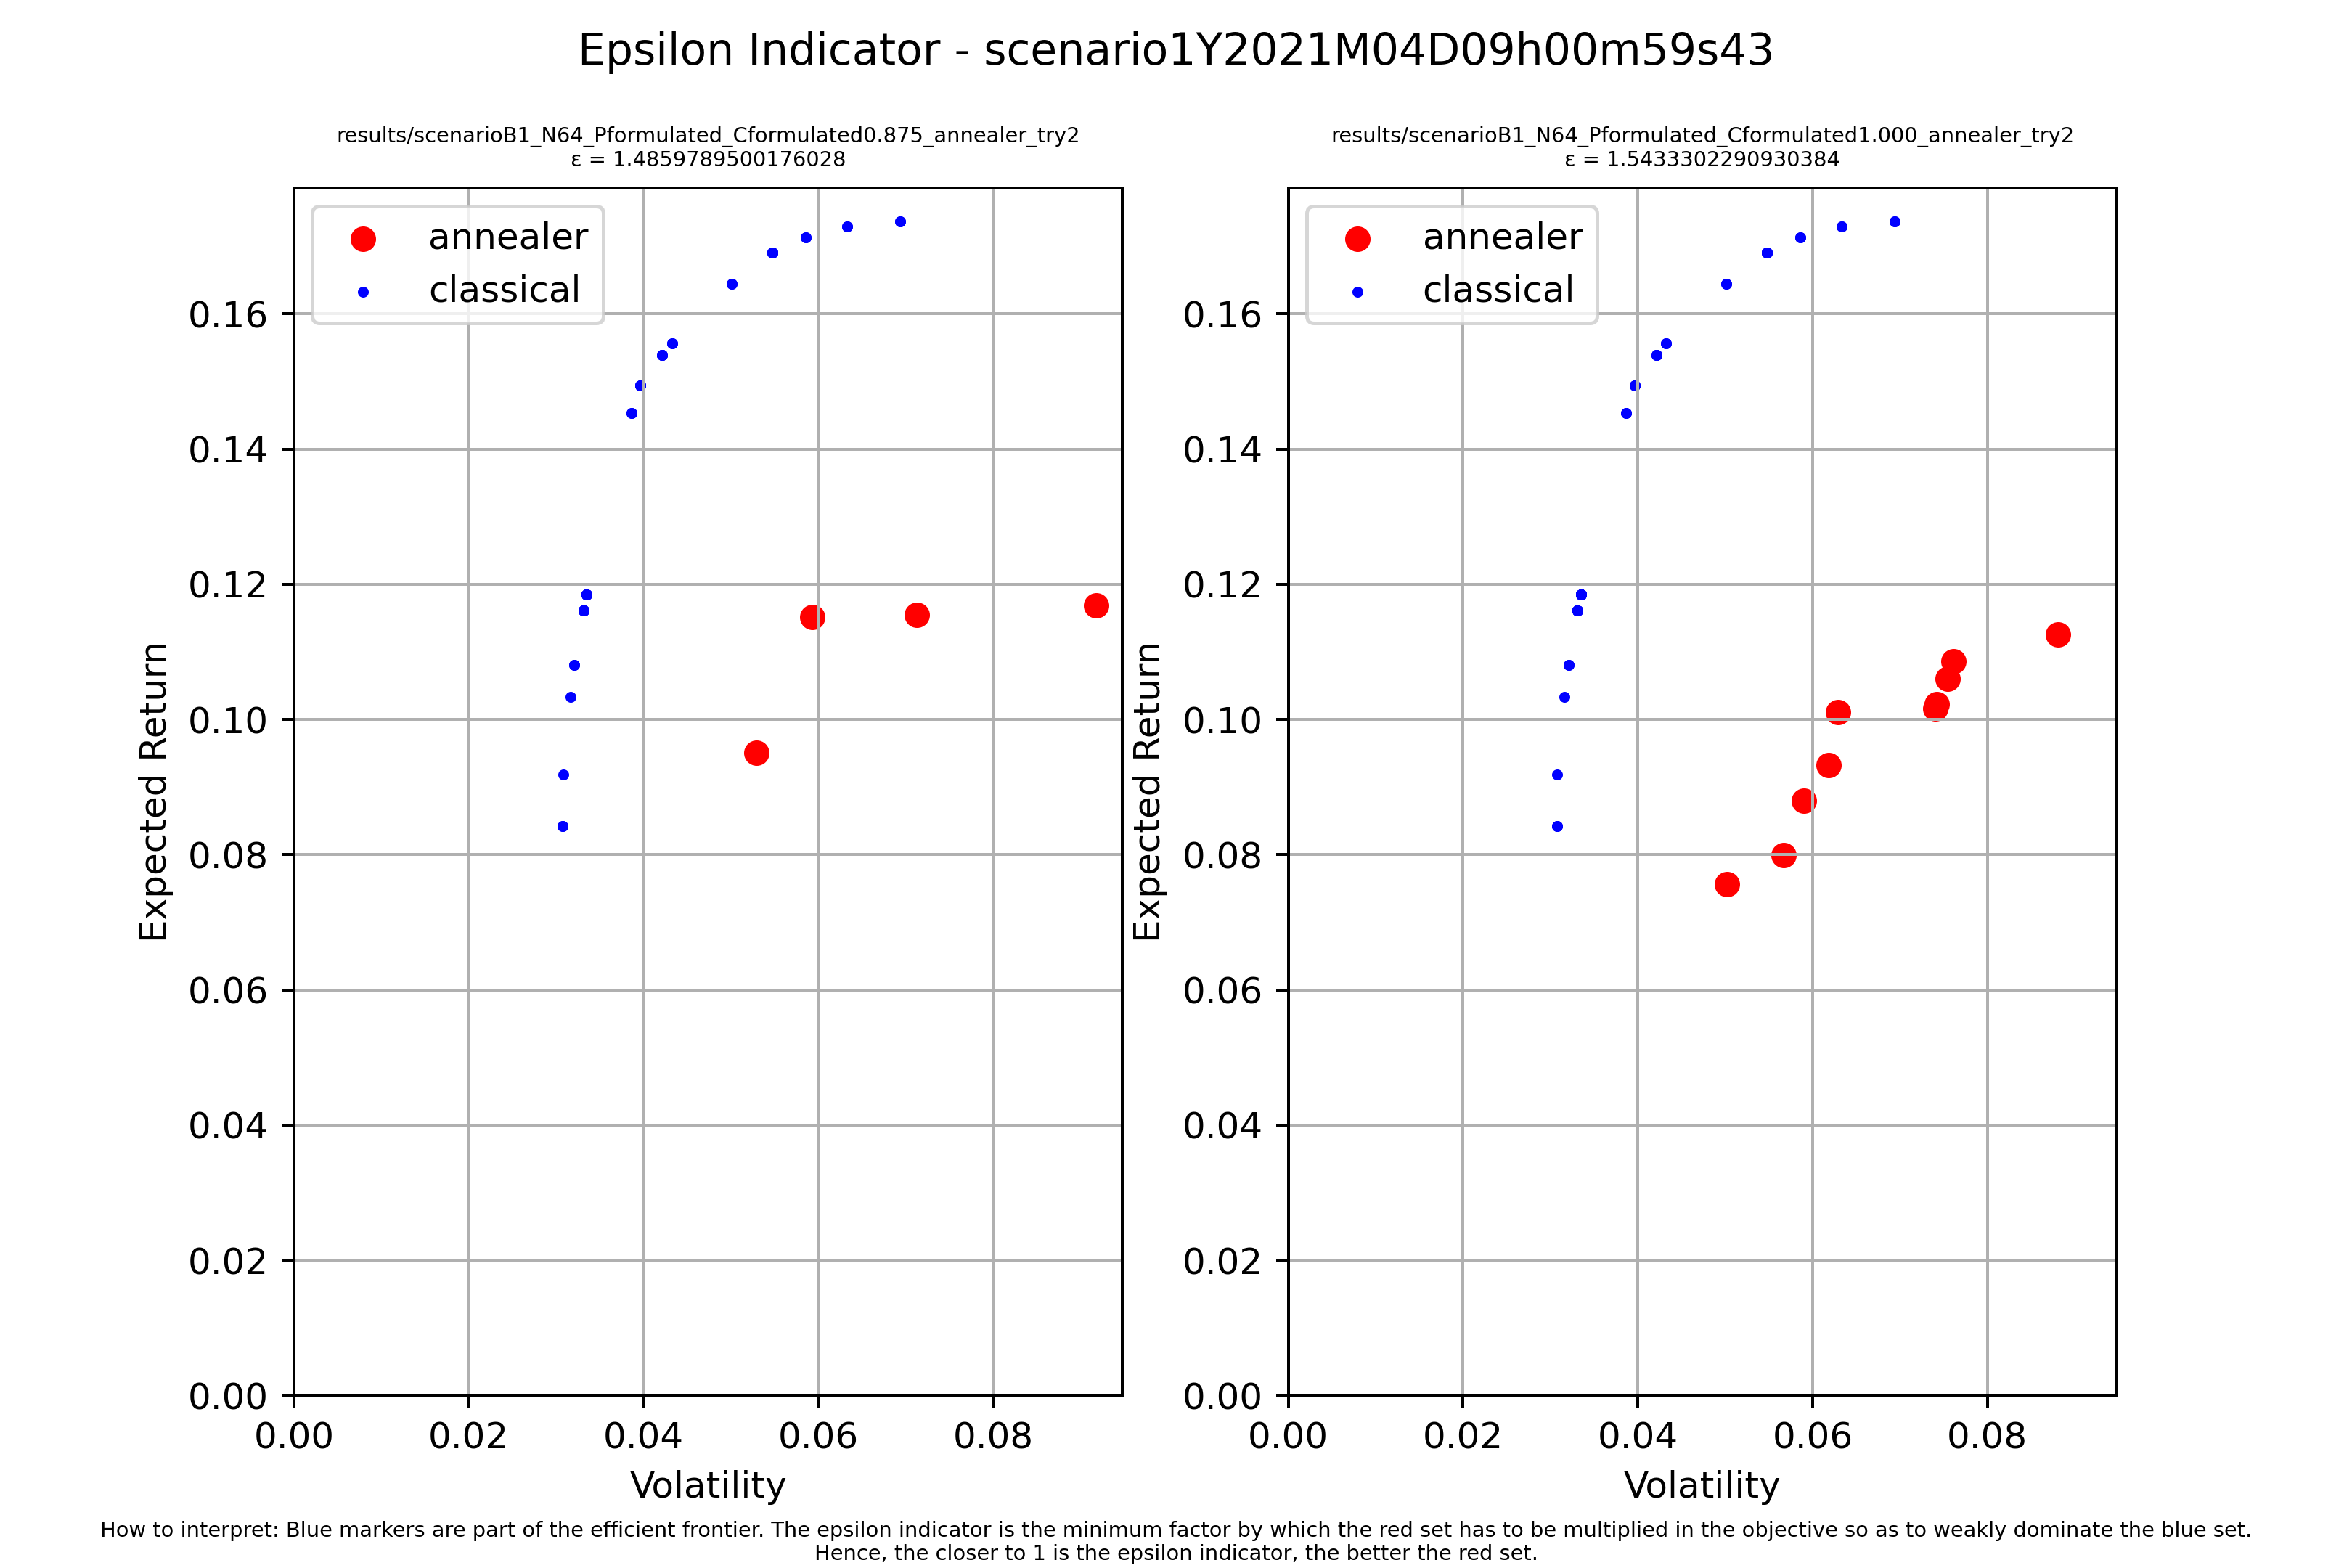 Epsilon Indicator - scenario1Y2021M04D09h00m59s43
results/scenarioB1_N64_Pformulated_Cformulated0.875_annealer_try2
ε = 1.4859789500176028
annealer
classical
0.16
0.14
0.12
0.10
0.08
0.06
0.04
0.02
0.00
Expected Return
0.00 0.02 0.04 0.06 0.08
Volatility
results/scenarioB1_N64_Pformulated_Cformulated1.000_annealer_try2
ε = 1.5433302290930384
annealer
classical
0.16
0.14
0.12
0.10
0.08
0.06
0.04
0.02
0.00
Expected Return
0.00 0.02 0.04 0.06 0.08
Volatility
How to interpret: Blue markers are part of the efficient frontier. The epsilon indicator is the minimum factor by which the red set has to be multiplied in the objective so as to weakly dominate the blue set.
Hence, the closer to 1 is the epsilon indicator, the better the red set.